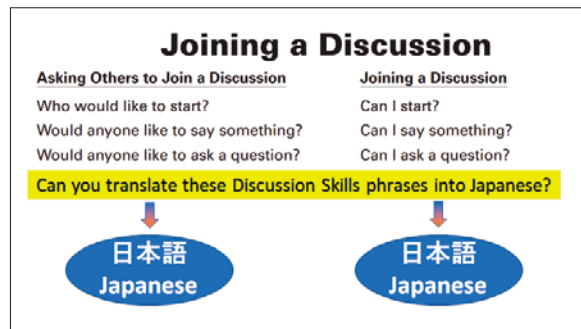 Joining a Discussion
Asking Others to Join a Discussion
Who would like to start?
Would anyone like to say something?
Would anyone like to ask a question?
Joining a Discussion
Can I start?
Can I say something?
Can I ask a question?
Can you translate these Discussion Skills phrases into Japanese?
日本語
Japanese
日本語
Japanese